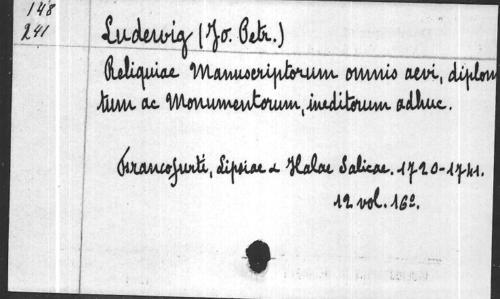 148
241
Ludewig (Jo. Petr.)
Reliquiae Manuscriptorum omnis aevi, diplom
tum ac Monumentorum, ineditorum adhuc.
Francofurti, Lipsiae & Halae Salicae. 1720-1741.
12 vol. 16º.